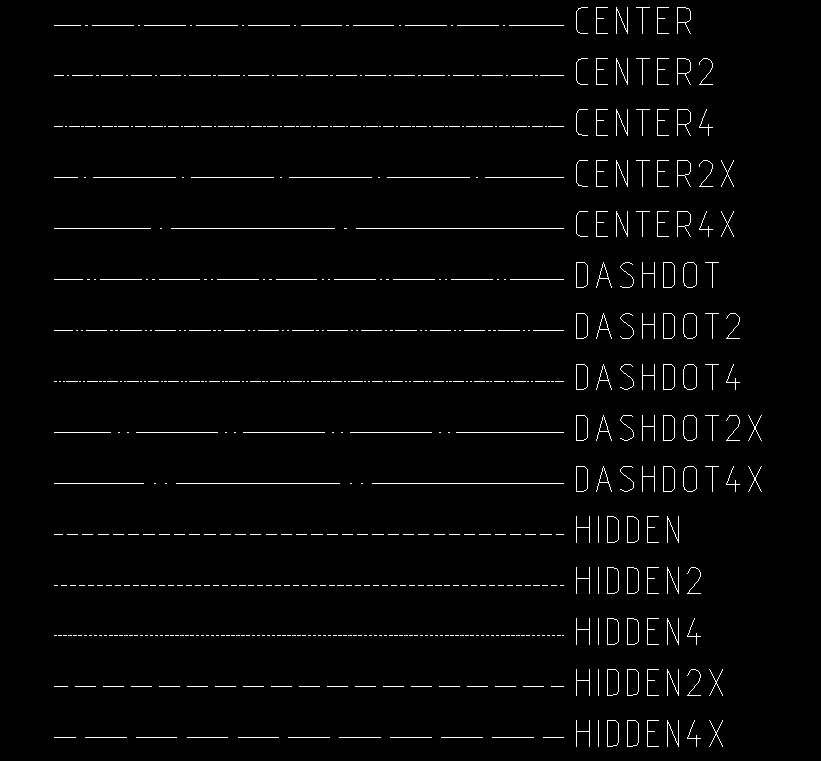 CENTER
CENTER2
CENTER4
CENTER2X
CENTER4X
DASHDOT
DASHDOT2
DASHDOT4
DASHDOT2X
DASHDOT4X
HIDDEN
HIDDEN2
HIDDEN4
HIDDEN2X
HIDDEN4X